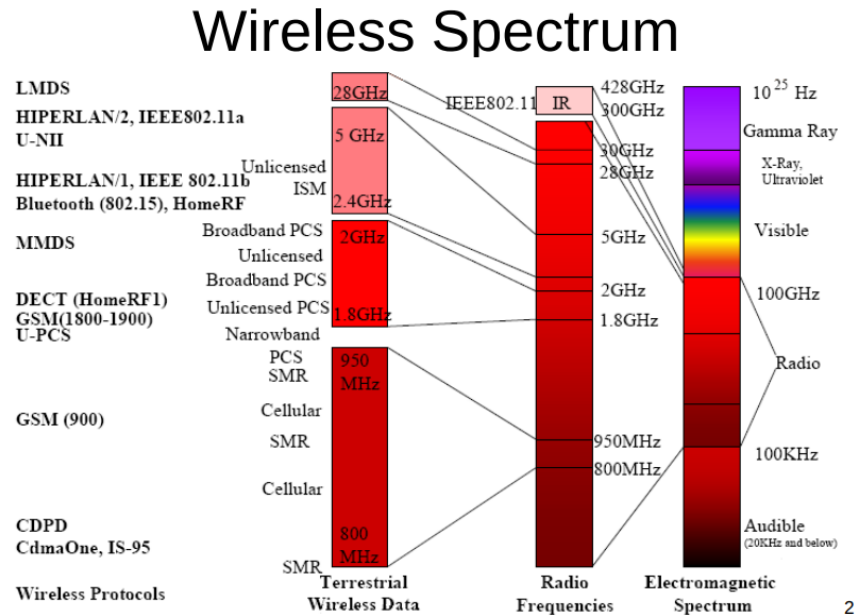 Wireless Spectrum
LMDS
HIPERLAN/2, IEEE802.11a
U-NII
HIPERLAN/1, IEEE 802.11b
Bluetooth (802.15), HomeRF
MMDS
DECT (HomeRF1)
GSM(1800-1900)
U-PCS
GSM (900)
CDPD
CdmaOne, IS-95
Wireless Protocols
Unlicensed
ISM
Broadband PCS
Unlicensed
Broadband PCS
Unlicensed PCS
Narrowband
PCS
SMR
Cellular
SMR
Cellular
SMR
28GHz
5 GHz
2.4GHz
2GHz
1.8GHz
950
MHz
800
MHz
Terrestrial
Wireless Data
IEEE802.11
IR
428GHz
300GHz
30GHz
28GHz
5GHz
2GHz
1.8GHz
950MHz
800MHz
Radio
Frequencies
10 25 Hz
Gamma Ray
X-Ray,
Ultraviolet
Visible
100GHz
Radio
100KHz
Audible
(20KHz and below)
Electromagnetic
Spectrum
2